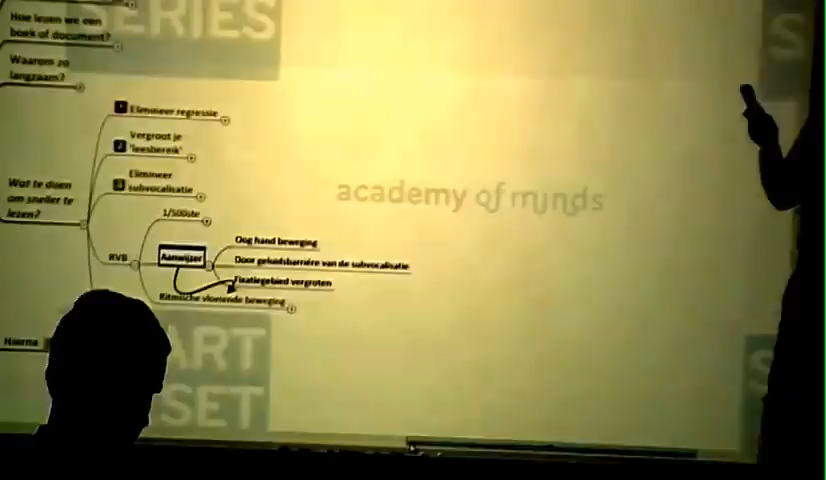 SERIES
Hoe lezen we een
boek of document?
Waarom zo
langzaam?
Elimineer regressie
Vergroot je
'leesbereik'
Elimineer
subvocalisatie
Wat te doen
om sneller te
lezen?
1/500ste
RVB
Aanwijzer
Oog hand beweging
Door geluidsbarrière van de subvocalisatie
Fixatiegebied vergroten
Ritmische vloeiende beweging
Hierna
academy of minds
S
ART
SET
S